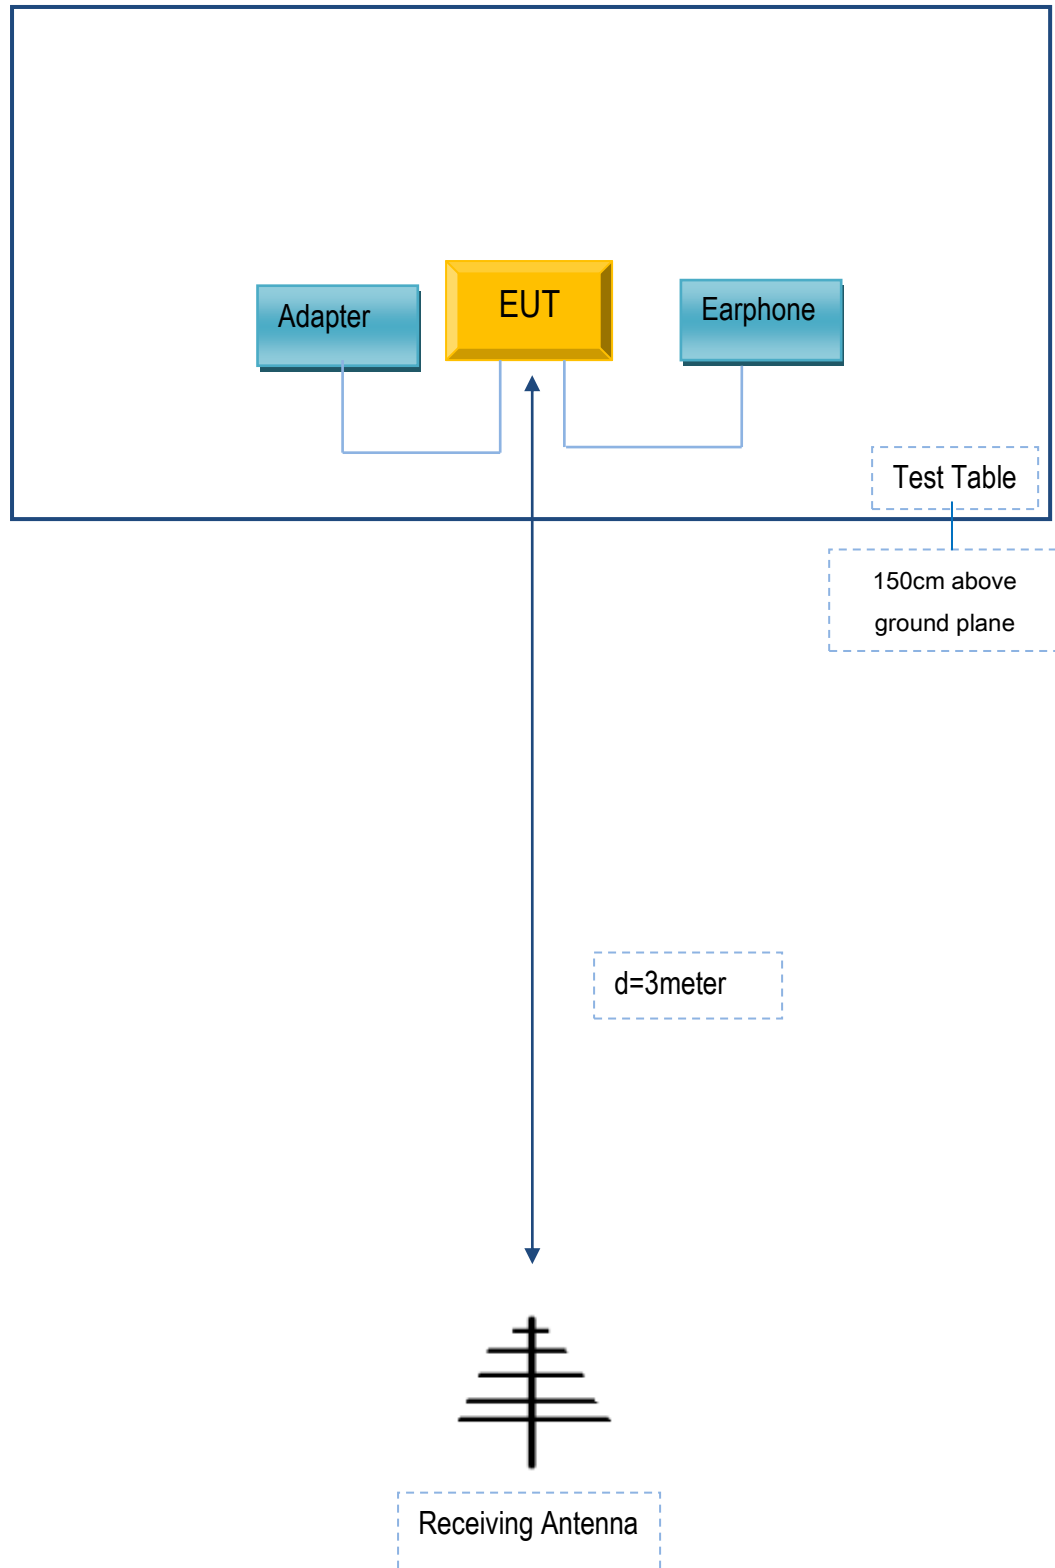 Adapter
EUT
Earphone
Test Table
150cm above
ground plane
d=3meter
Receiving Antenna